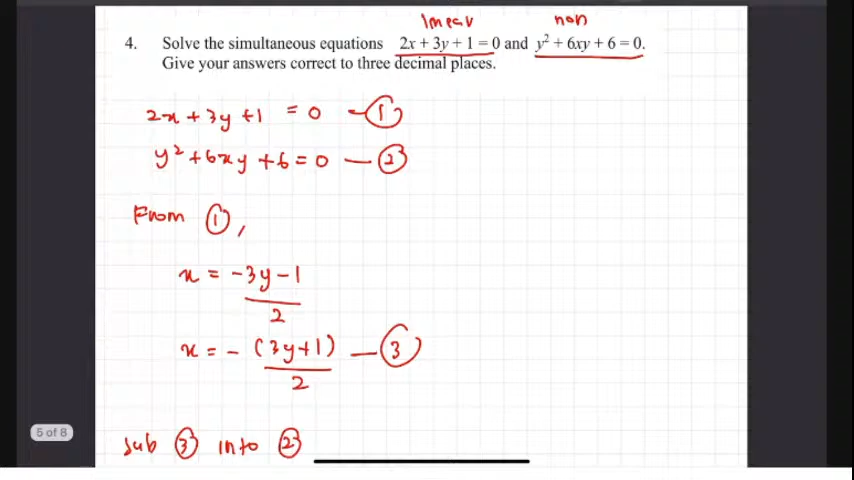 linear non
4. Solve the simultaneous equations 2x + 3y + 1 = 0 and y² + 6xy + 6 = 0.
Give your answers correct to three decimal places.
2x + 3y + 1 = 0 — ①
y² + 6xy + 6 = 0 — ②
From ①,
x = -3y - 1
2
x = - (3y + 1) — ③
2
5 of 8
sub ③ into ②